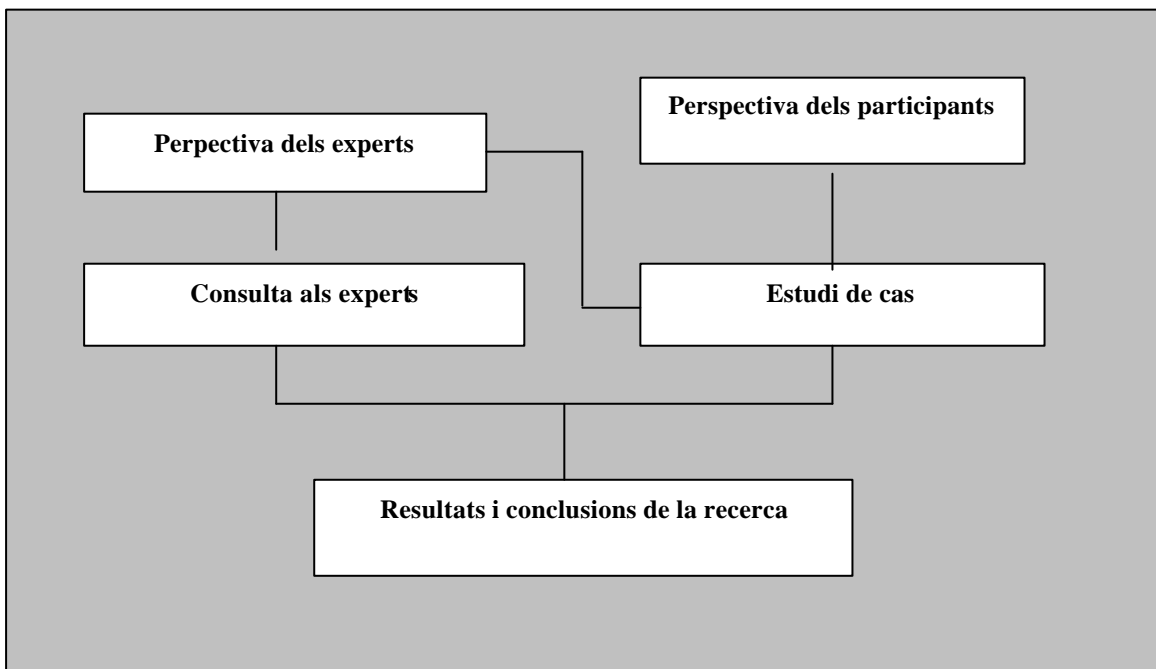 Perspectiva dels participants
Perpectiva dels experts
Consulta als experts
Estudi de cas
Resultats i conclusions de la recerca